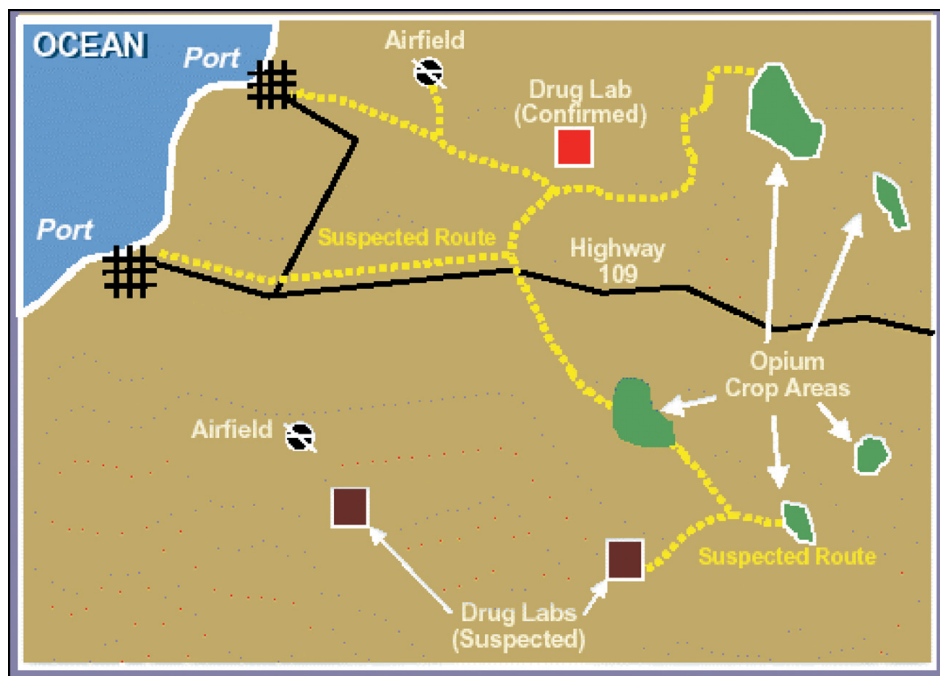 OCEAN
Port
Airfield
Drug Lab
(Confirmed)
Port
Suspected Route
Highway
109
Opium
Crop Areas
Airfield
Suspected Route
Drug Labs
(Suspected)